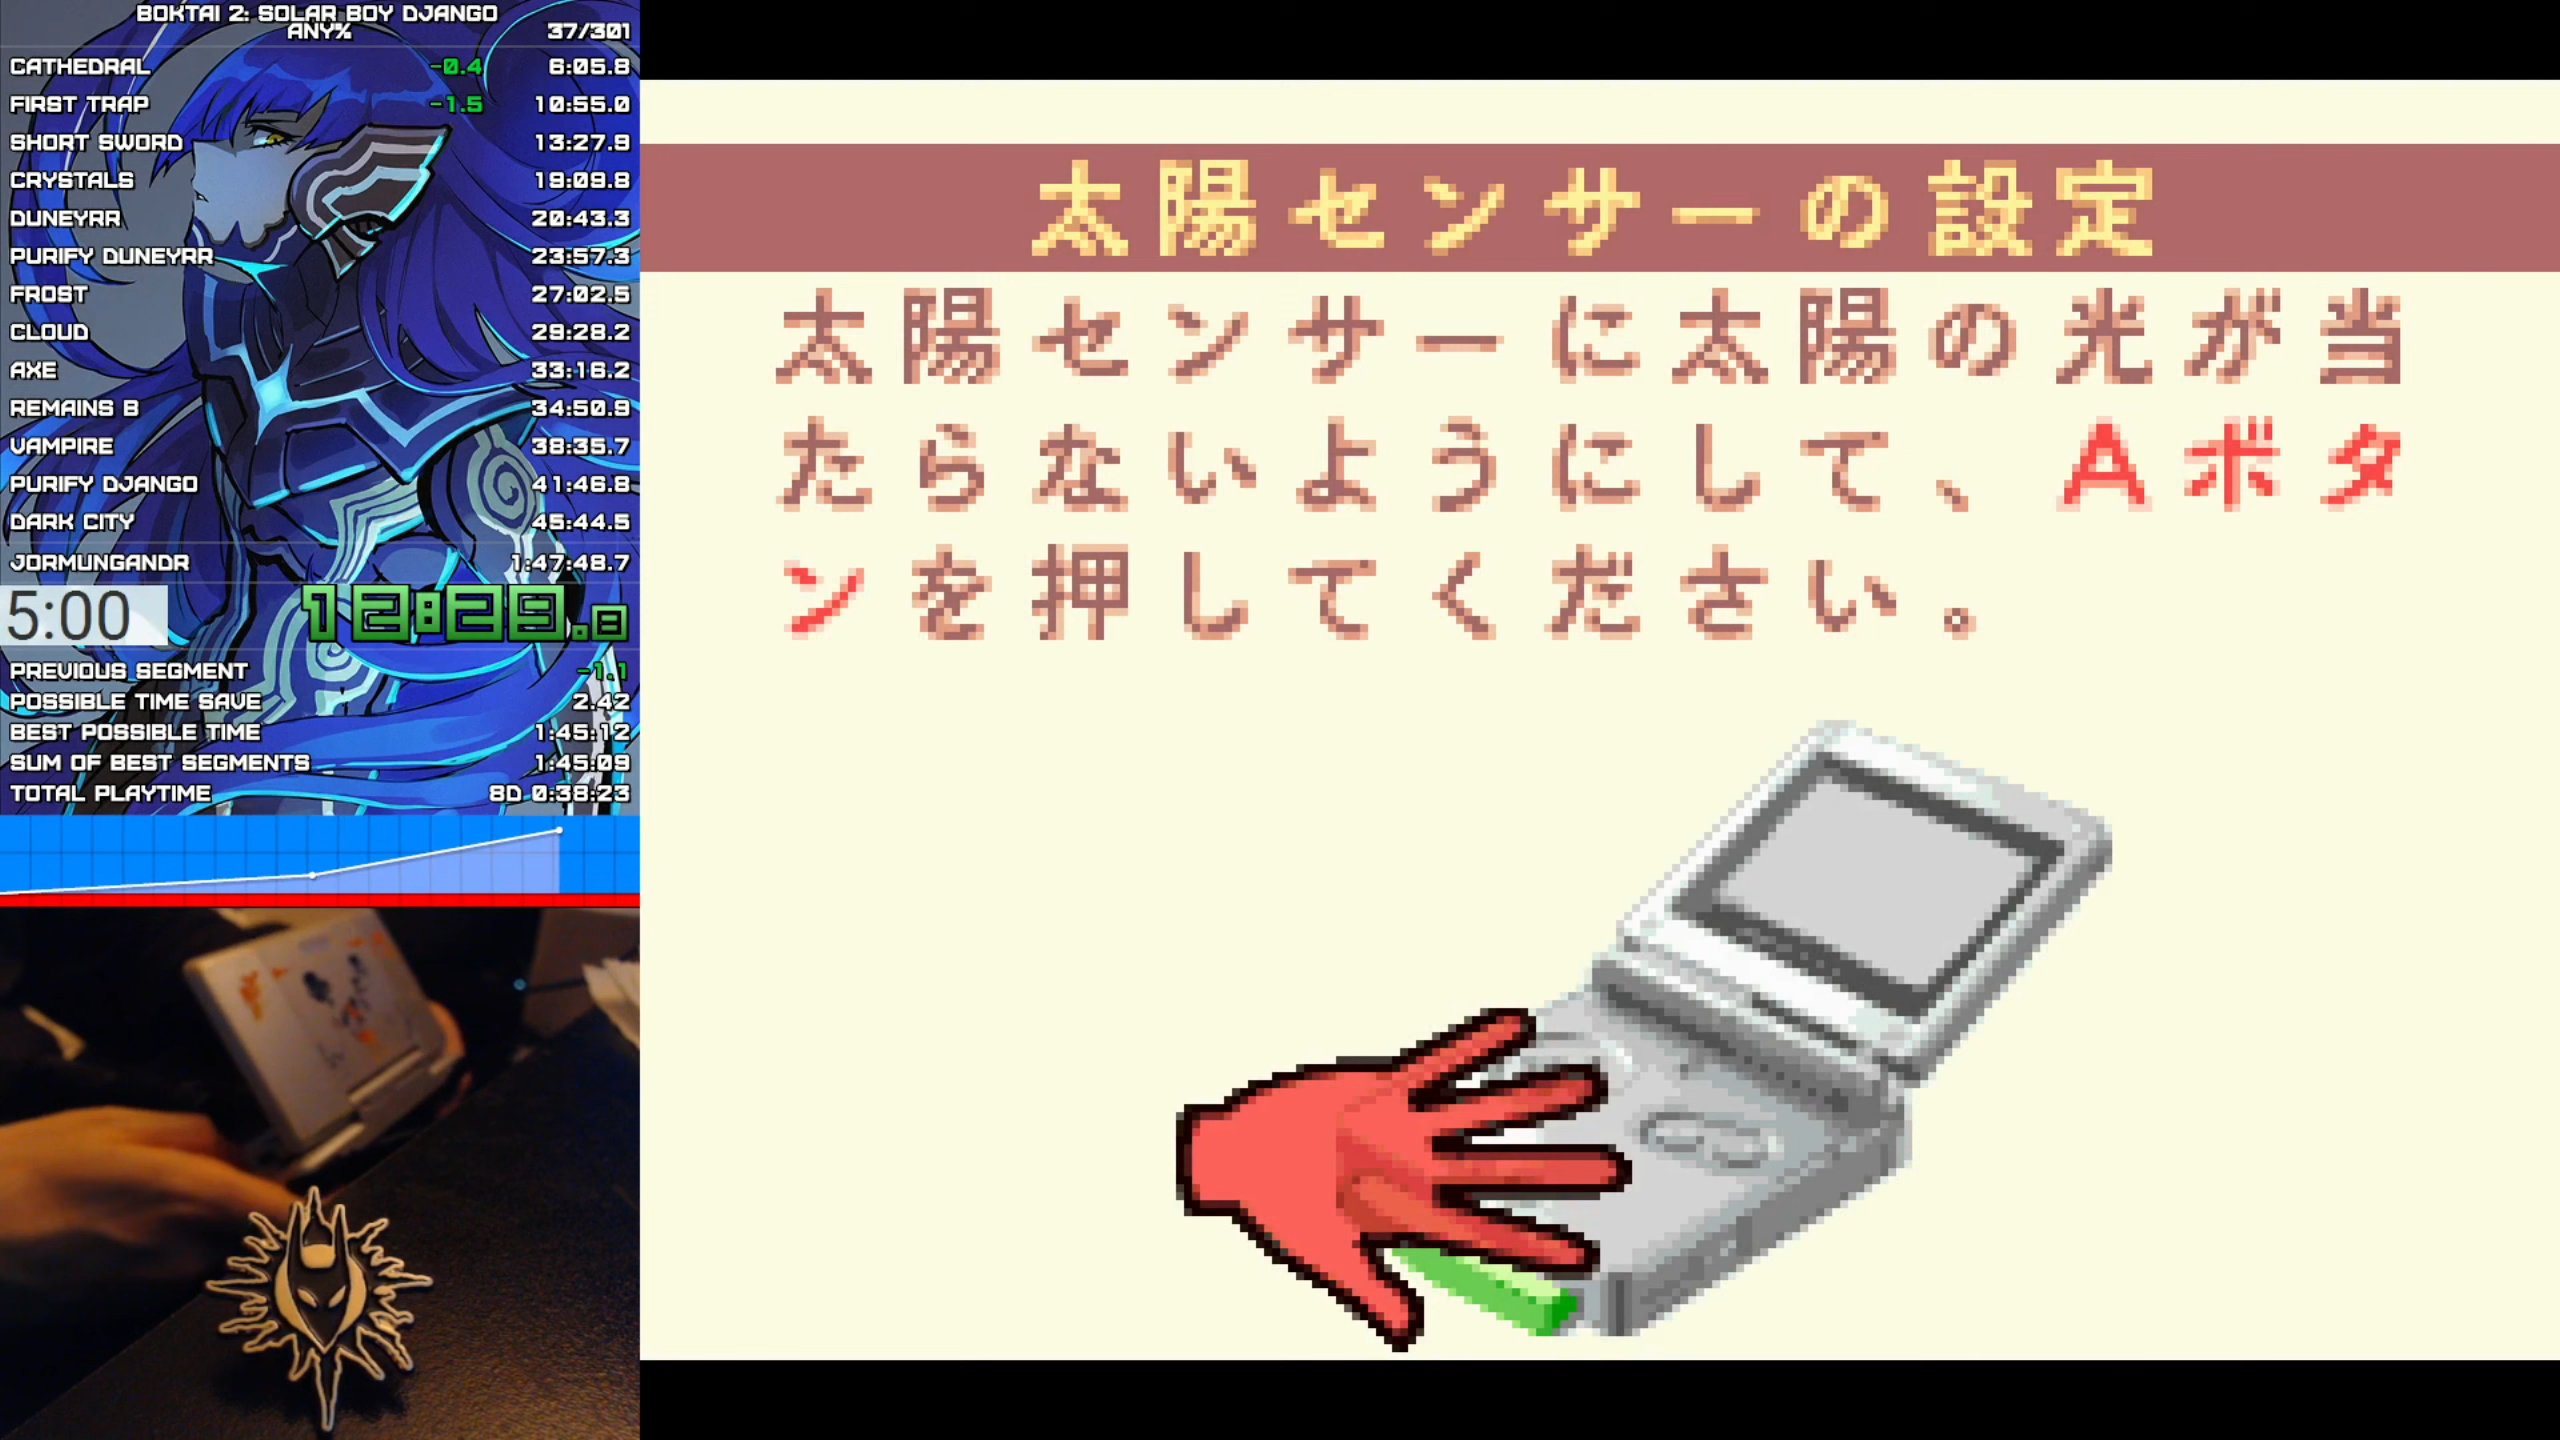 BOKTAI 2: SOLAR BOY DJANGO
ANY% 37/301
CATHEDRAL -0.4 6:05.8
FIRST TRAP -1.5 10:55.0
SHORT SWORD 13:27.9
CRYSTALS 19:09.8
DUNEYRR 20:43.3
PURIFY DUNEYRR 23:57.3
FROST 27:02.5
CLOUD 29:28.2
AXE 33:16.2
REMAINS B 34:50.9
VAMPIRE 38:35.7
PURIFY DJANGO 41:46.8
DARK CITY 45:44.5
JORMUNGANDR 1:47:48.7
5:00 12:29.8
PREVIOUS SEGMENT -1.1
POSSIBLE TIME SAVE 2.42
BEST POSSIBLE TIME 1:45:12
SUM OF BEST SEGMENTS 1:45:09
TOTAL PLAYTIME 8D 0:38:23
太陽センサーの設定
太陽センサーに太陽の光が当
たらないようにして、Aボタ
ンを押してください。